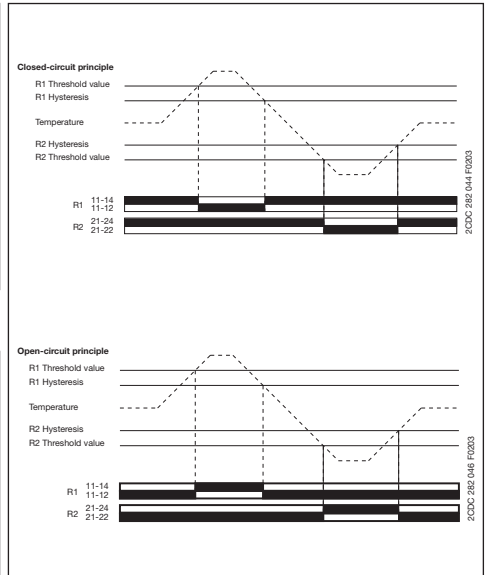 Closed-circuit principle
R1 Threshold value
R1 Hysteresis
Temperature
R2 Hysteresis
R2 Threshold value
R1 11-14
11-12
R2 21-24
21-22
2CDC 282 044 F0203
Open-circuit principle
R1 Threshold value
R1 Hysteresis
Temperature
R2 Hysteresis
R2 Threshold value
R1 11-14
11-12
R2 21-24
21-22
2CDC 282 046 F0203